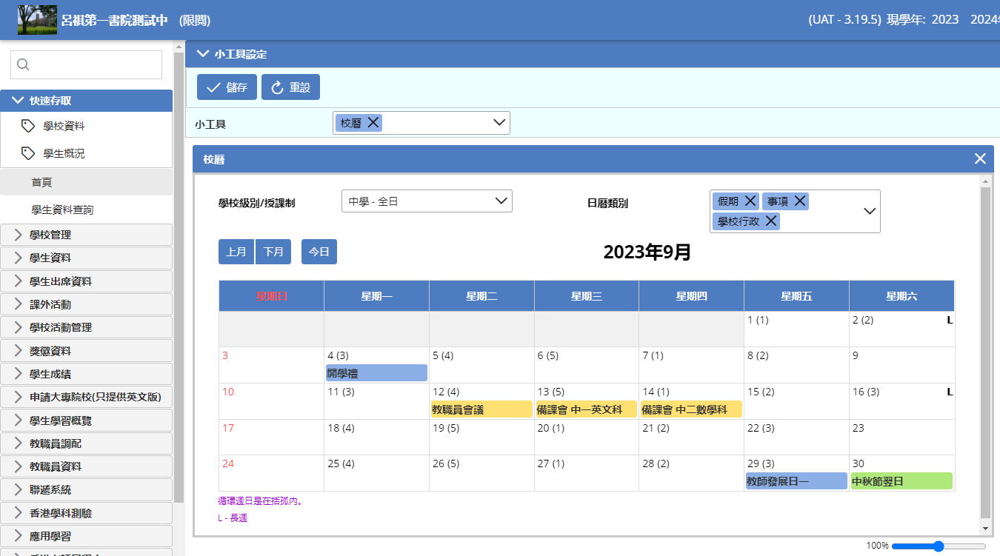 呂祺第一書院測試中 (限閱) (UAT - 3.19.5) 現學年: 2023 2024
小工具設定
儲存 重設
小工具 校曆
快速存取
學校資料
學生概況
首頁
學生資料查詢
學校管理
學生資料
學生出席資料
課外活動
學校活動管理
獎懲資料
學生成績
申請大專院校(只提供英文版)
學生學習概覽
教職員調配
教職員資料
聯遞系統
香港學科測驗
應用學習
校曆
學校級別/授課制 中學 - 全日 日曆類別 假期 事項
學校行政
上月 下月 今日 2023年9月
星期日 星期一 星期二 星期三 星期四 星期五 星期六
1 (1) 2 (2) L
3 4 (3) 5 (4) 6 (5) 7 (1) 8 (2) 9
開學禮
10 11 (3) 12 (4) 13 (5) 14 (1) 15 (2) 16 (3) L
教職員會議 備課會 中一英文科 備課會 中二數學科
17 18 (4) 19 (5) 20 (1) 21 (2) 22 (3) 23
24 25 (4) 26 (5) 27 (1) 28 (2) 29 (3) 30
教師發展日一 中秋節翌日
循環週日是在括孤內。
L - 長週
100%